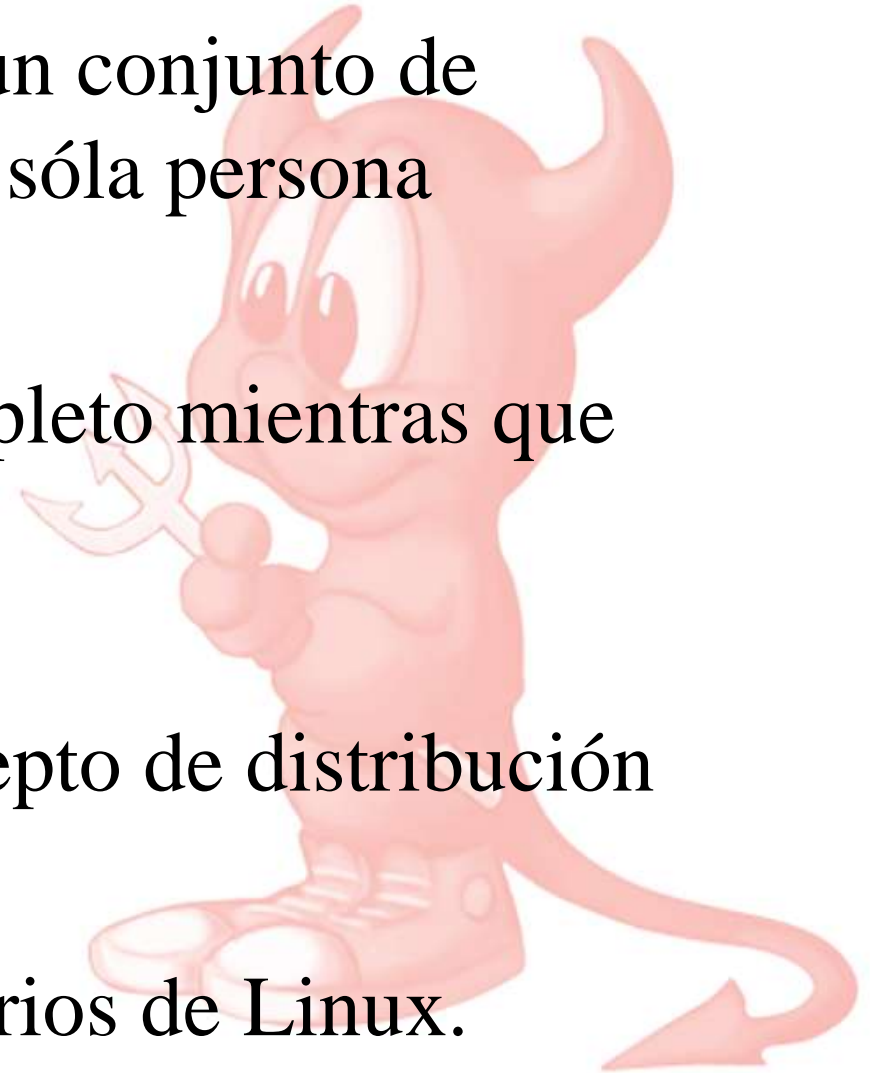 un conjunto de
sóla persona
pleto mientras que
epto de distribución
rios de Linux.